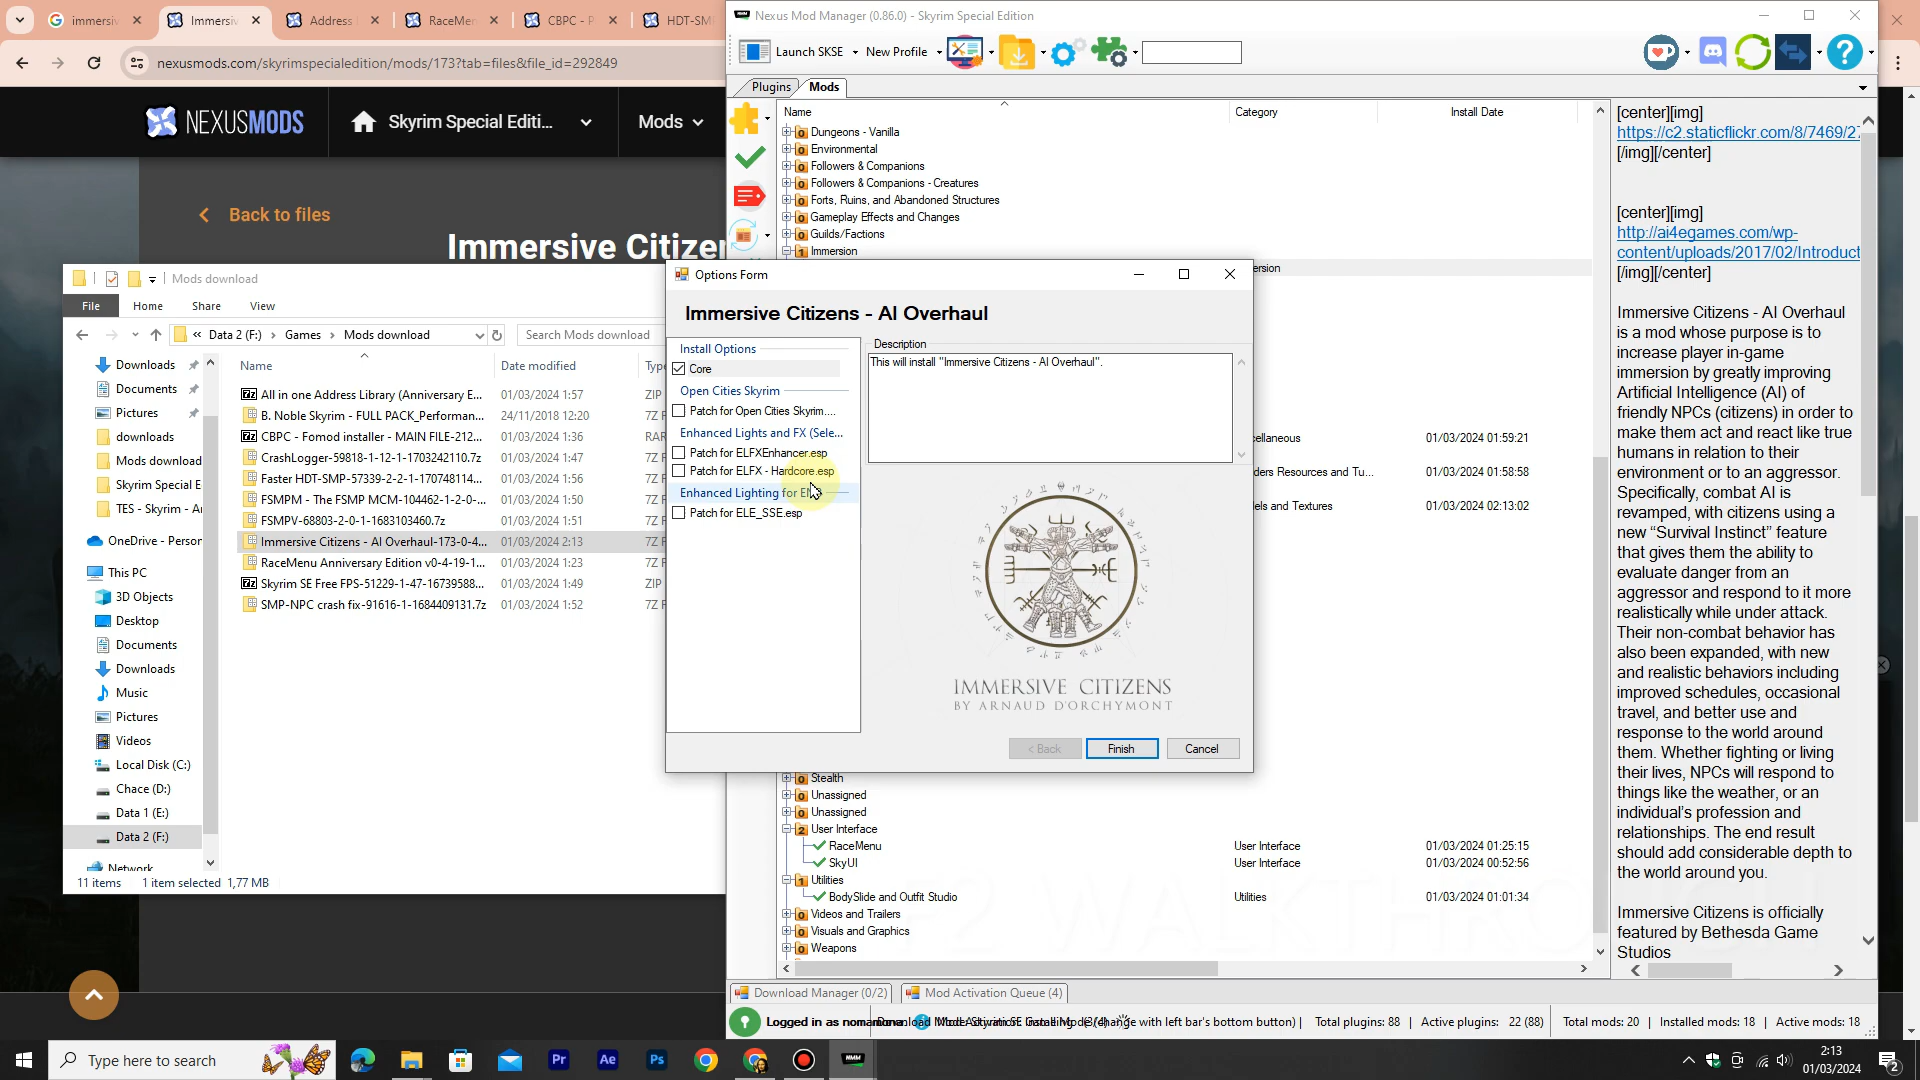 immersiv
Immersiv
Address
RaceMen
CBPC - P
HDT-SMI
nexusmods.com/skyrimspecialedition/mods/173?tab=files&file_id=292849
NEXUSMODS
Skyrim Special Editi...
Mods
Back to files
Immersive Citizen
Mods download
File
Home
Share
View
« Data 2 (F:) › Games › Mods download
Search Mods download
Downloads
Documents
Pictures
downloads
Mods download
Skyrim Special E
TES - Skyrim - A
OneDrive - Person
This PC
3D Objects
Desktop
Documents
Downloads
Music
Pictures
Videos
Local Disk (C:)
Chace (D:)
Data 1 (E:)
Data 2 (F:)
Network
Name Date modified Type
All in one Address Library (Anniversary E... 01/03/2024 1:57 ZIP
B. Noble Skyrim - FULL PACK_Performan... 24/11/2018 12:20 7Z F
CBPC - Fomod installer - MAIN FILE-212... 01/03/2024 1:36 RAR
CrashLogger-59818-1-12-1-1703242110.7z 01/03/2024 1:57 7Z F
Faster HDT-SMP-57339-2-2-1-170748114... 01/03/2024 1:56 7Z F
FSMPM - The FSMP MCM-104462-1-2-0-... 01/03/2024 1:50 7Z F
FSMPV-68803-2-0-1-1683103460.7z 01/03/2024 1:51 7Z F
Immersive Citizens - AI Overhaul-173-0-4... 01/03/2024 2:13 7Z F
RaceMenu Anniversary Edition v0-4-19-1... 01/03/2024 1:23 7Z F
Skyrim SE Free FPS-51229-1-47-16739588... 01/03/2024 1:49 ZIP
SMP-NPC crash fix-91616-1-1684409131.7z 01/03/2024 1:52 7Z F
11 items 1 item selected 1,77 MB
Nexus Mod Manager (0.86.0) - Skyrim Special Edition
Launch SKSE
New Profile
Plugins
Mods
Name Category Install Date
Dungeons - Vanilla
Environmental
Followers & Companions
Followers & Companions - Creatures
Forts, Ruins, and Abandoned Structures
Gameplay Effects and Changes
Guilds/Factions
Immersion
ersion
cellaneous 01/03/2024 01:59:21
ders Resources and Tu... 01/03/2024 01:58:58
els and Textures 01/03/2024 02:13:02
Stealth
Unassigned
Unassigned
User Interface
RaceMenu User Interface 01/03/2024 01:25:15
SkyUI User Interface 01/03/2024 00:52:56
Utilities
BodySlide and Outfit Studio Utilities 01/03/2024 01:01:34
Videos and Trailers
Visuals and Graphics
Weapons
Options Form
Immersive Citizens - AI Overhaul
Install Options
Core
Open Cities Skyrim
Patch for Open Cities Skyrim....
Enhanced Lights and FX (Sele...
Patch for ELFXEnhancer.esp
Patch for ELFX - Hardcore.esp
Enhanced Lighting for EN
Patch for ELE_SSE.esp
Description
This will install "Immersive Citizens - AI Overhaul".
IMMERSIVE CITIZENS
BY ARNAUD D'ORCHYMONT
< Back
Finish
Cancel
[center][img]
https://c2.staticflickr.com/8/7469/27
[/img][/center]
[center][img]
http://ai4egames.com/wp-
content/uploads/2017/02/Introduct
[/img][/center]
Immersive Citizens - AI Overhaul
is a mod whose purpose is to
increase player in-game
immersion by greatly improving
Artificial Intelligence (AI) of
friendly NPCs (citizens) in order to
make them act and react like true
humans in relation to their
environment or to an aggressor.
Specifically, combat AI is
revamped, with citizens using a
new “Survival Instinct” feature
that gives them the ability to
evaluate danger from an
aggressor and respond to it more
realistically while under attack.
Their non-combat behavior has
also been expanded, with new
and realistic behaviors including
improved schedules, occasional
travel, and better use and
response to the world around
them. Whether fighting or living
their lives, NPCs will respond to
things like the weather, or an
individual's profession and
relationships. The end result
should add considerable depth to
the world around you.
Immersive Citizens is officially
featured by Bethesda Game
Studios
Download Manager (0/2)
Mod Activation Queue (4)
Logged in as nomamona.
(change with left bar's bottom button) | Total plugins: 88 | Active plugins: 22 (88) | Total mods: 20 | Installed mods: 18 | Active mods: 18
Type here to search
Pr
Ae
Ps
NMM
2:13
01/03/2024
2